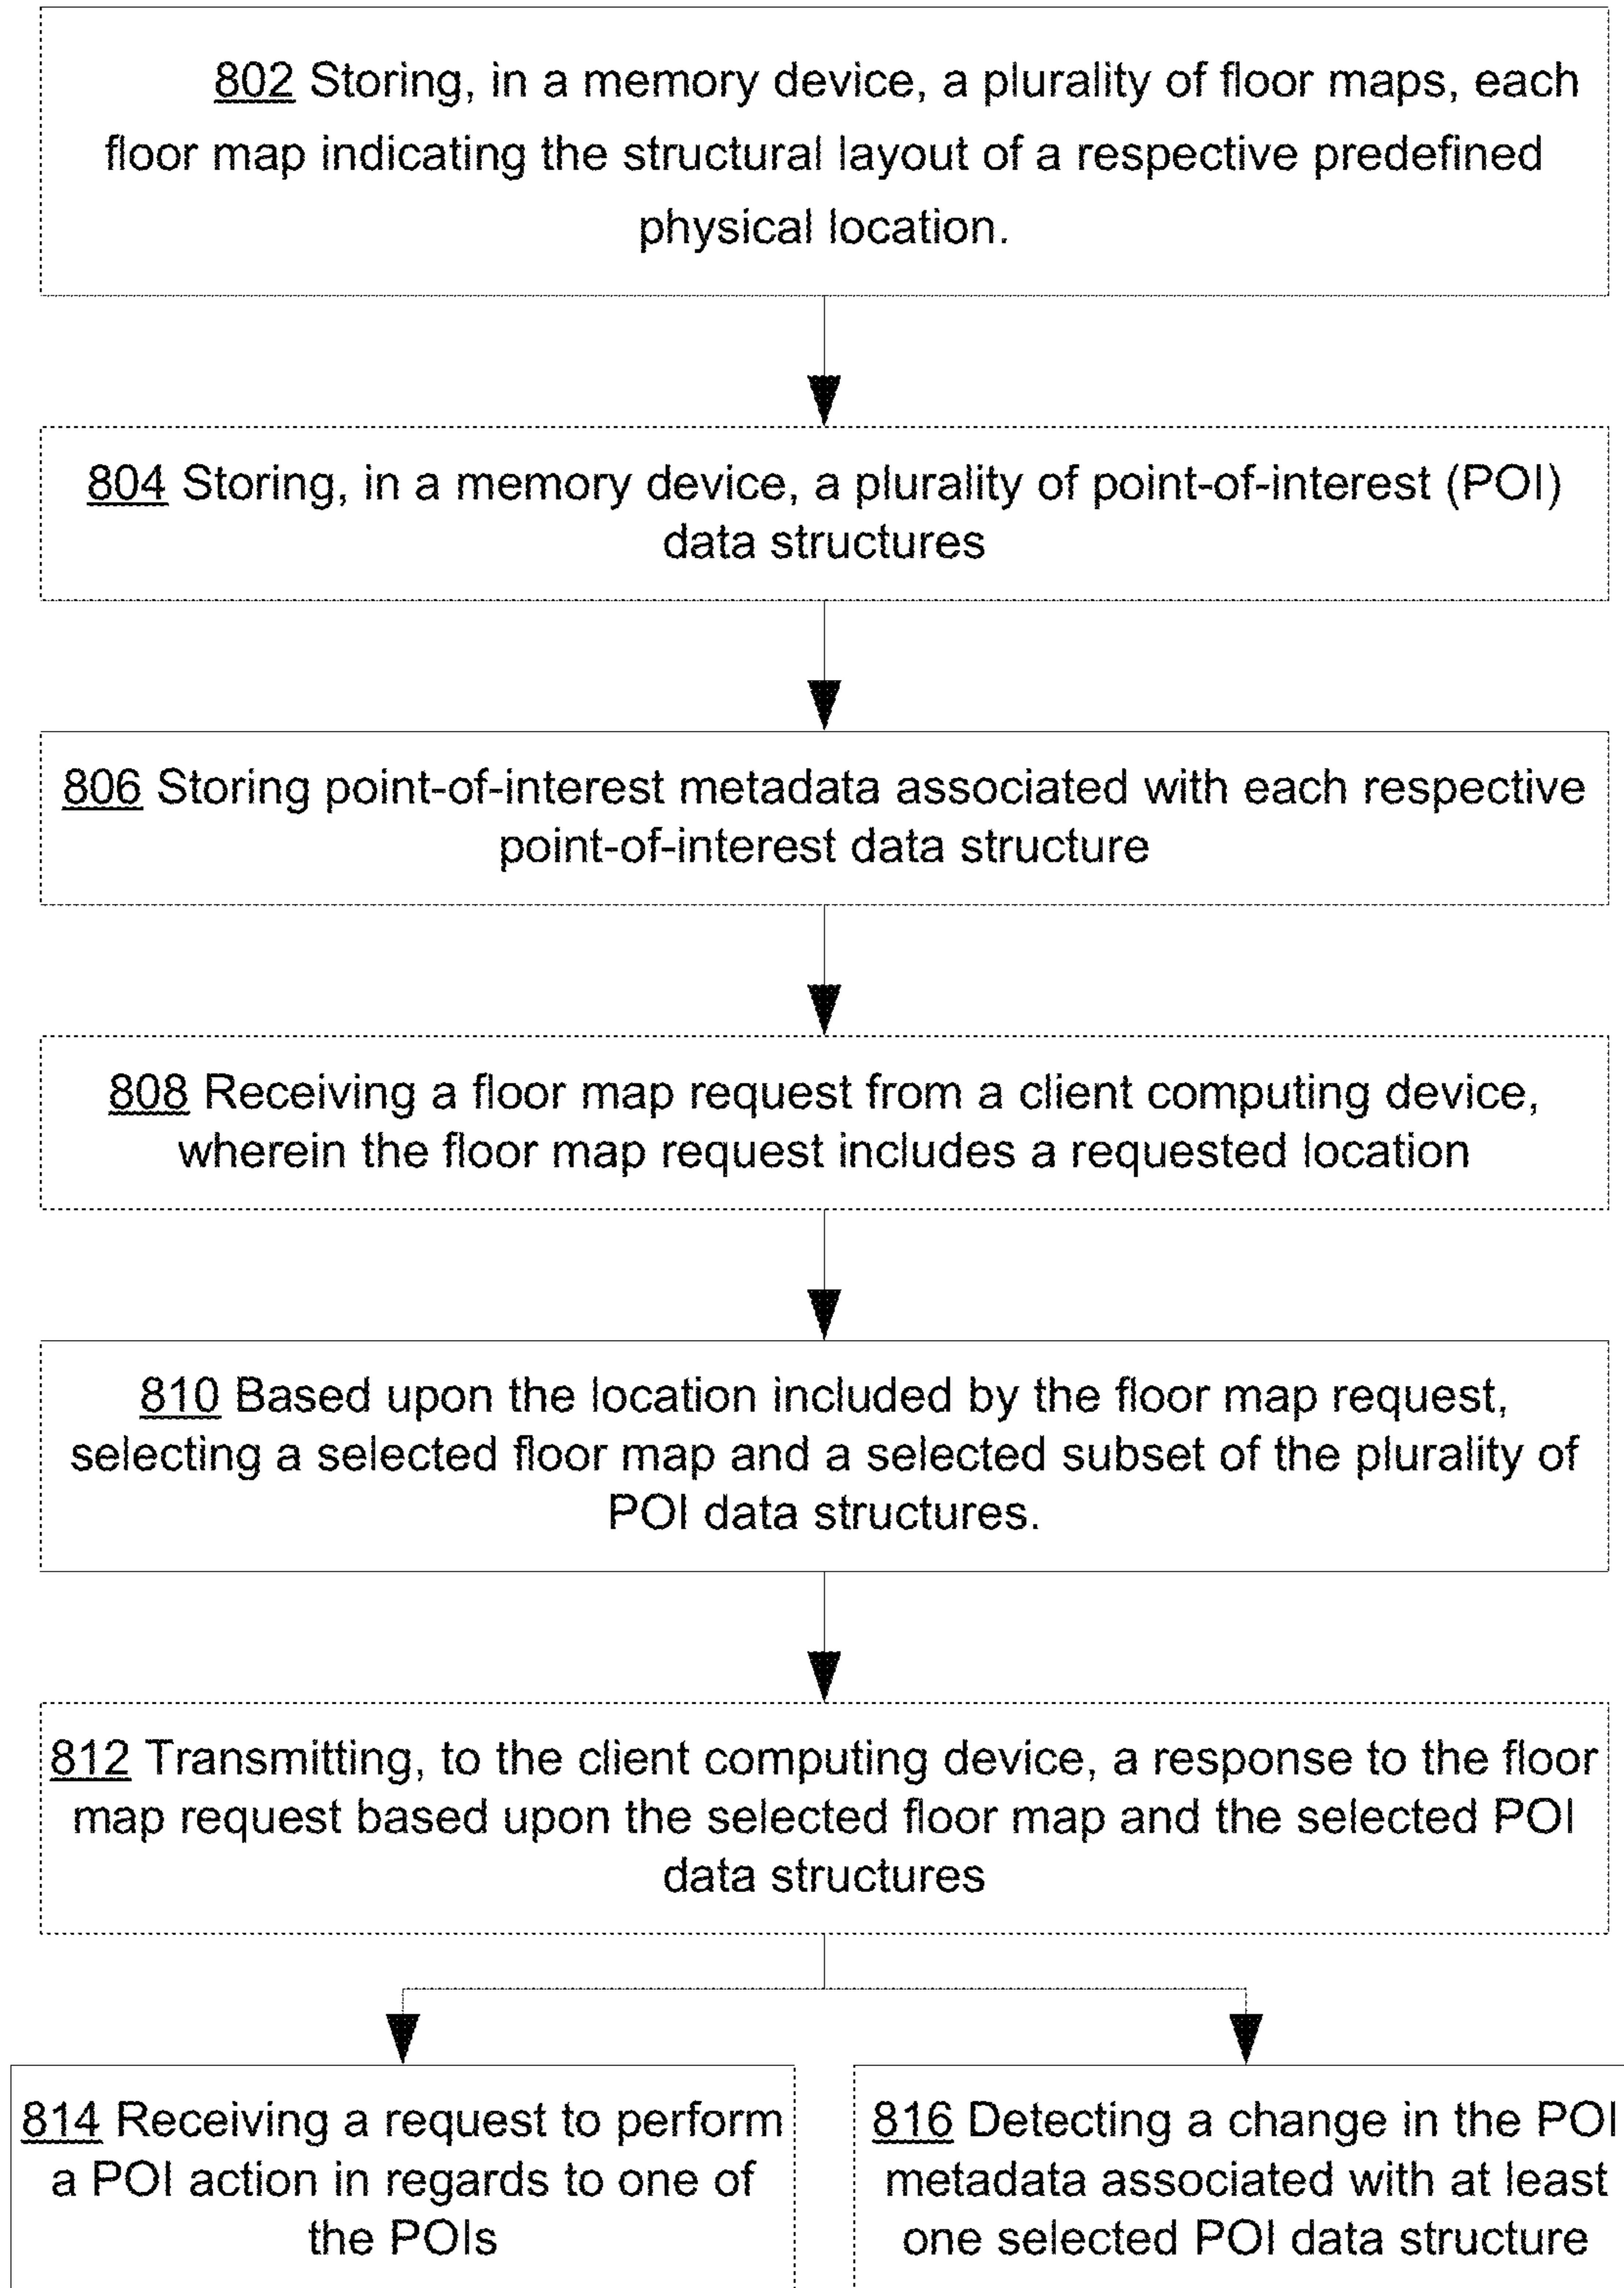 802 Storing, in a memory device, a plurality of floor maps, each
floor map indicating the structural layout of a respective predefined
physical location.
804 Storing, in a memory device, a plurality of point-of-interest (POI)
data structures
806 Storing point-of-interest metadata associated with each respective
point-of-interest data structure
808 Receiving a floor map request from a client computing device,
wherein the floor map request includes a requested location
810 Based upon the location included by the floor map request,
selecting a selected floor map and a selected subset of the plurality of
POI data structures.
812 Transmitting, to the client computing device, a response to the floor
map request based upon the selected floor map and the selected POI
data structures
814 Receiving a request to perform
a POI action in regards to one of
the POIs
816 Detecting a change in the POI
metadata associated with at least
one selected POI data structure